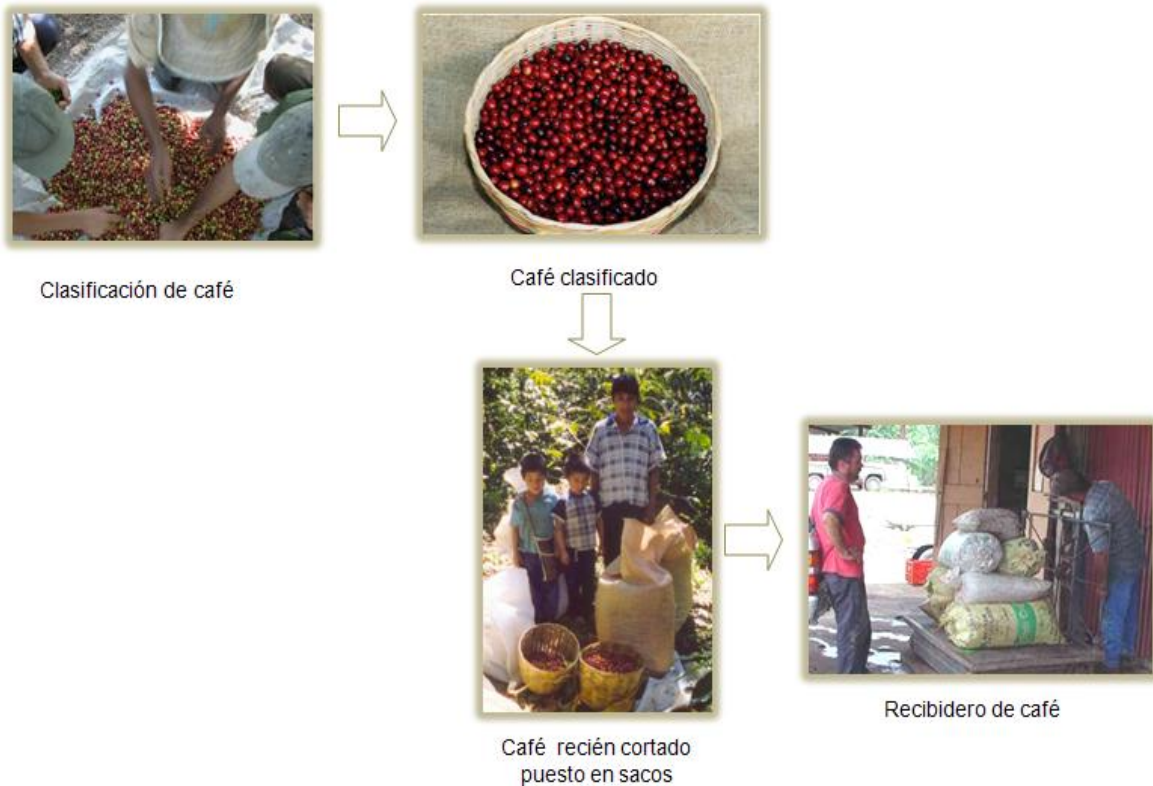 Clasificación de café
Café clasificado
Café recién cortado
puesto en sacos
Recibidero de café